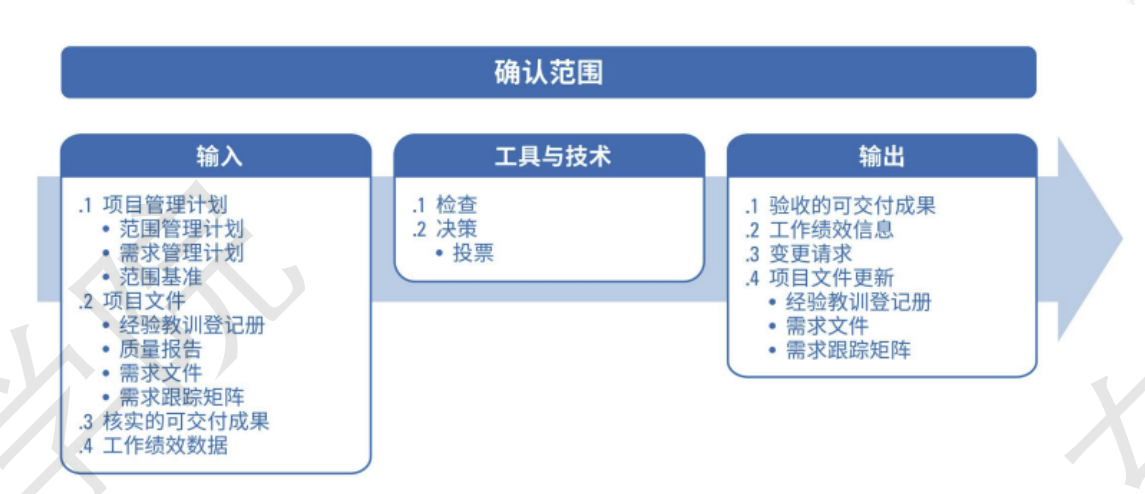 确认范围
输入
.1 项目管理计划
• 范围管理计划
• 需求管理计划
• 范围基准
.2 项目文件
• 经验教训登记册
• 质量报告
• 需求文件
• 需求跟踪矩阵
.3 核实的可交付成果
.4 工作绩效数据
工具与技术
.1 检查
.2 决策
• 投票
输出
.1 验收的可交付成果
.2 工作绩效信息
.3 变更请求
.4 项目文件更新
• 经验教训登记册
• 需求文件
• 需求跟踪矩阵
学院